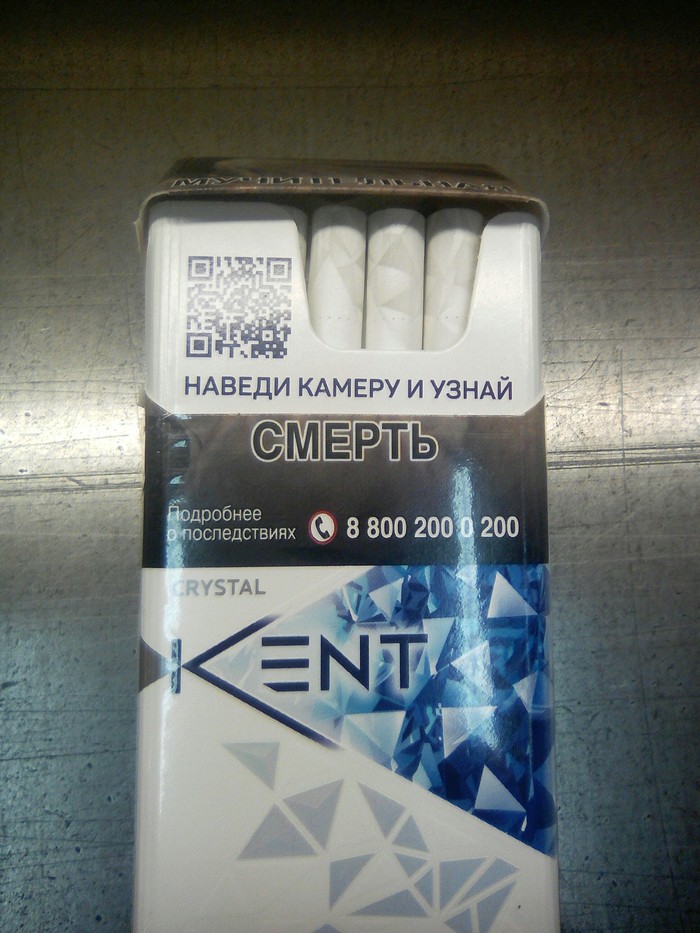 НАВЕДИ КАМЕРУ И УЗНАЙ
СМЕРТЬ
Подробнее
о последствиях
8 800 200 0 200
CRYSTAL
KENT